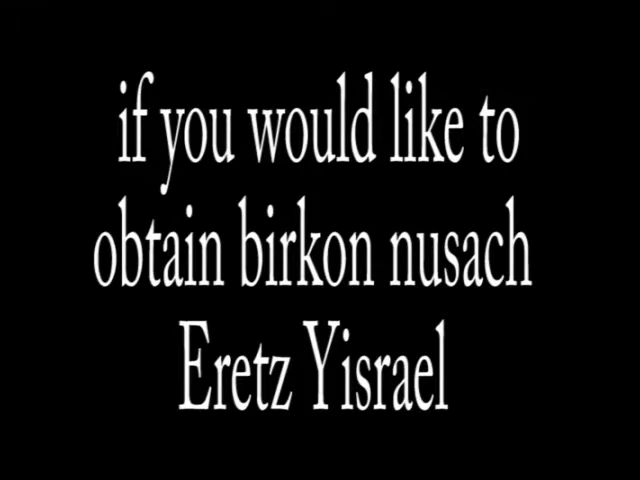 if you would like to
obtain birkon nusach
Eretz Yisrael